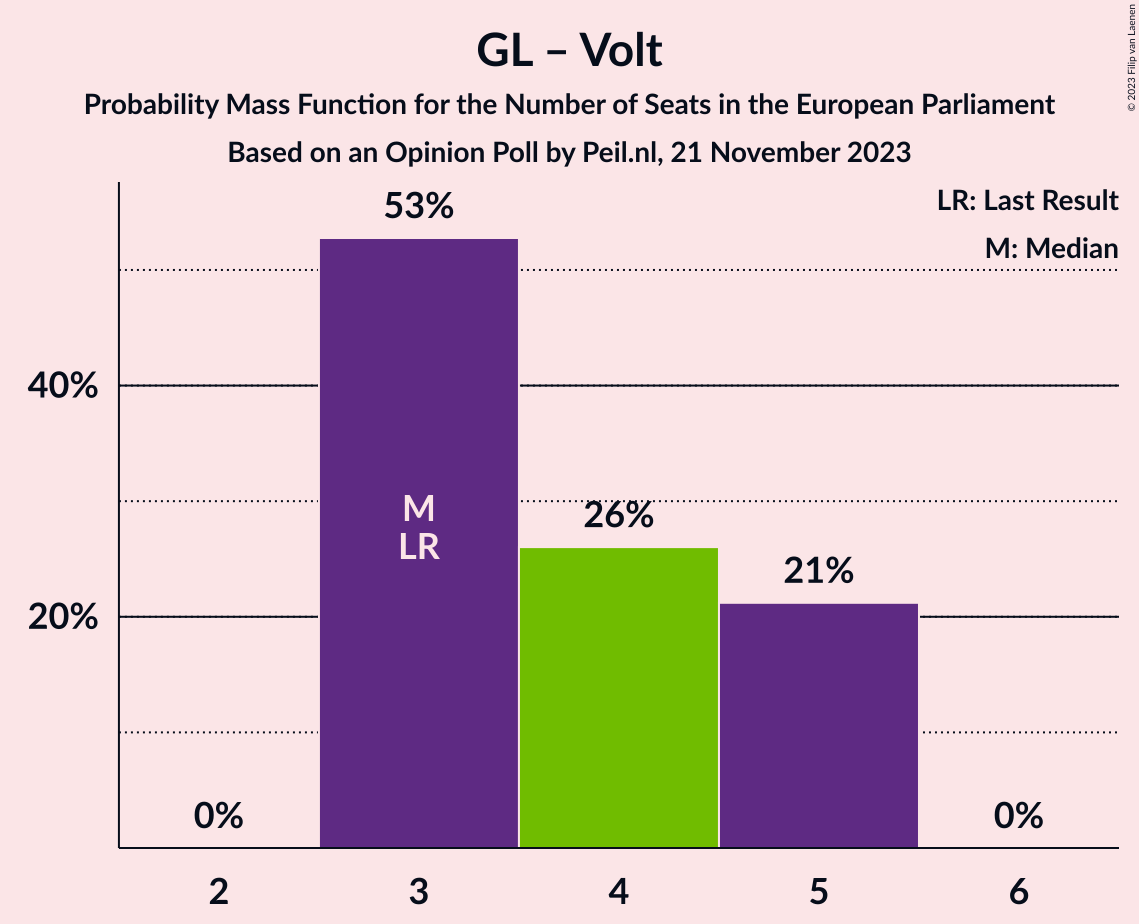 GL – Volt
Probability Mass Function for the Number of Seats in the European Parliament
Based on an Opinion Poll by Peil.nl, 21 November 2023
© 2023 Filip van Laenen
LR: Last Result
M: Median
53%
40%
M
LR
26%
21%
20%
0%
0%
2
3
4
5
6